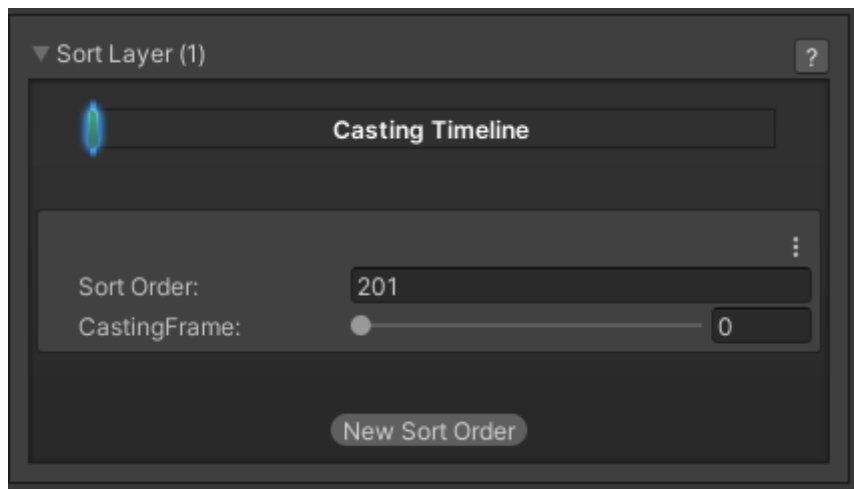 Sort Layer (1)
?
Casting Timeline
Sort Order: 201
CastingFrame: 0
New Sort Order